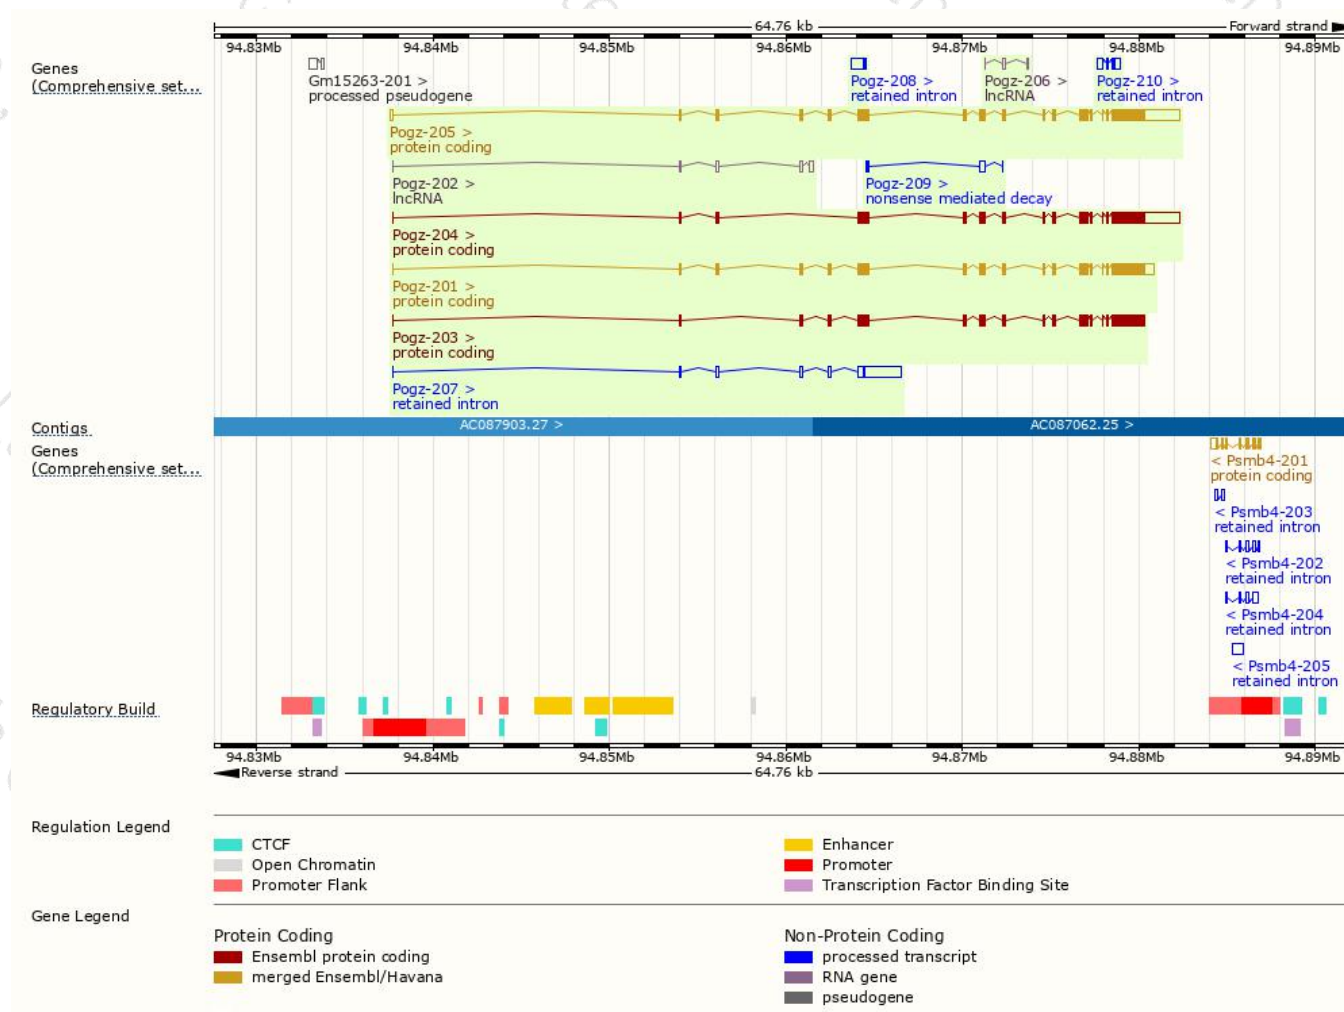 64.76 kb
Forward strand
94.83Mb 94.84Mb 94.85Mb 94.86Mb 94.87Mb 94.88Mb 94.89Mb
Genes
(Comprehensive set...
Gm15263-201 >
processed pseudogene
Pogz-208 >
retained intron
Pogz-206 >
lncRNA
Pogz-210 >
retained intron
Pogz-205 >
protein coding
Pogz-202 >
lncRNA
Pogz-209 >
nonsense mediated decay
Pogz-204 >
protein coding
Pogz-201 >
protein coding
Pogz-203 >
protein coding
Pogz-207 >
retained intron
Contigs
AC087903.27 >
AC087062.25 >
Genes
(Comprehensive set...
< Psmb4-201
protein coding
< Psmb4-203
retained intron
< Psmb4-202
retained intron
< Psmb4-204
retained intron
< Psmb4-205
retained intron
Regulatory Build
94.83Mb 94.84Mb 94.85Mb 94.86Mb 94.87Mb 94.88Mb 94.89Mb
Reverse strand
64.76 kb
Regulation Legend
CTCF
Open Chromatin
Promoter Flank
Enhancer
Promoter
Transcription Factor Binding Site
Gene Legend
Protein Coding
Ensembl protein coding
merged Ensembl/Havana
Non-Protein Coding
processed transcript
RNA gene
pseudogene